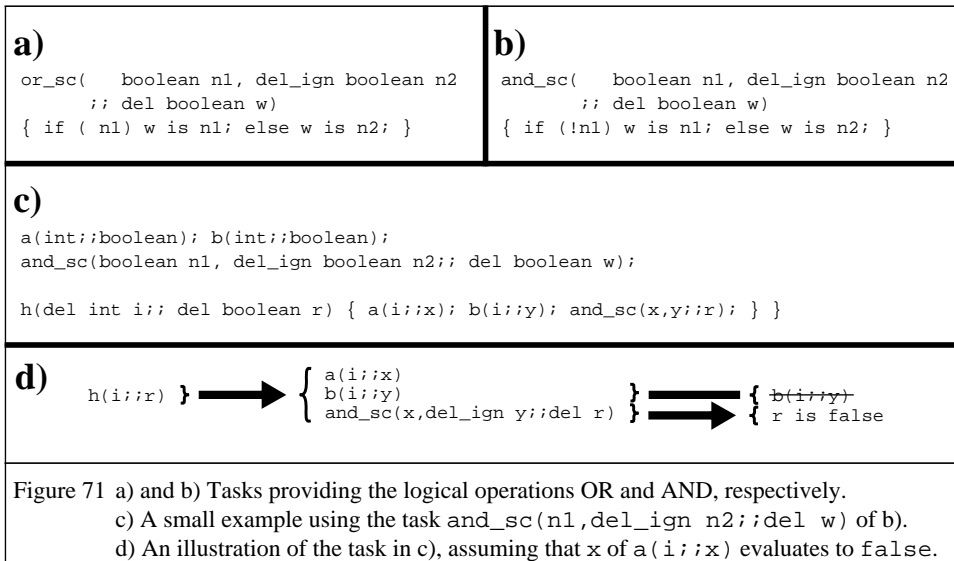 a)
or_sc(   boolean n1, del_ign boolean n2
;; del boolean w)
{ if ( n1) w is n1; else w is n2; }
b)
and_sc(   boolean n1, del_ign boolean n2
;; del boolean w)
{ if (!n1) w is n1; else w is n2; }
c)
a(int;;boolean); b(int;;boolean);
and_sc(boolean n1, del_ign boolean n2;; del boolean w);
h(del int i;; del boolean r) { a(i;;x); b(i;;y); and_sc(x,y;;r); } }
d)
h(i;;r) } { a(i;;x)
b(i;;y) } { b(i;;y)
and_sc(x,del_ign y;;del r) } { r is false
Figure 71 a) and b) Tasks providing the logical operations OR and AND, respectively.
c) A small example using the task and_sc(n1,del_ign n2;;del w) of b).
d) An illustration of the task in c), assuming that x of a(i;;x) evaluates to false.